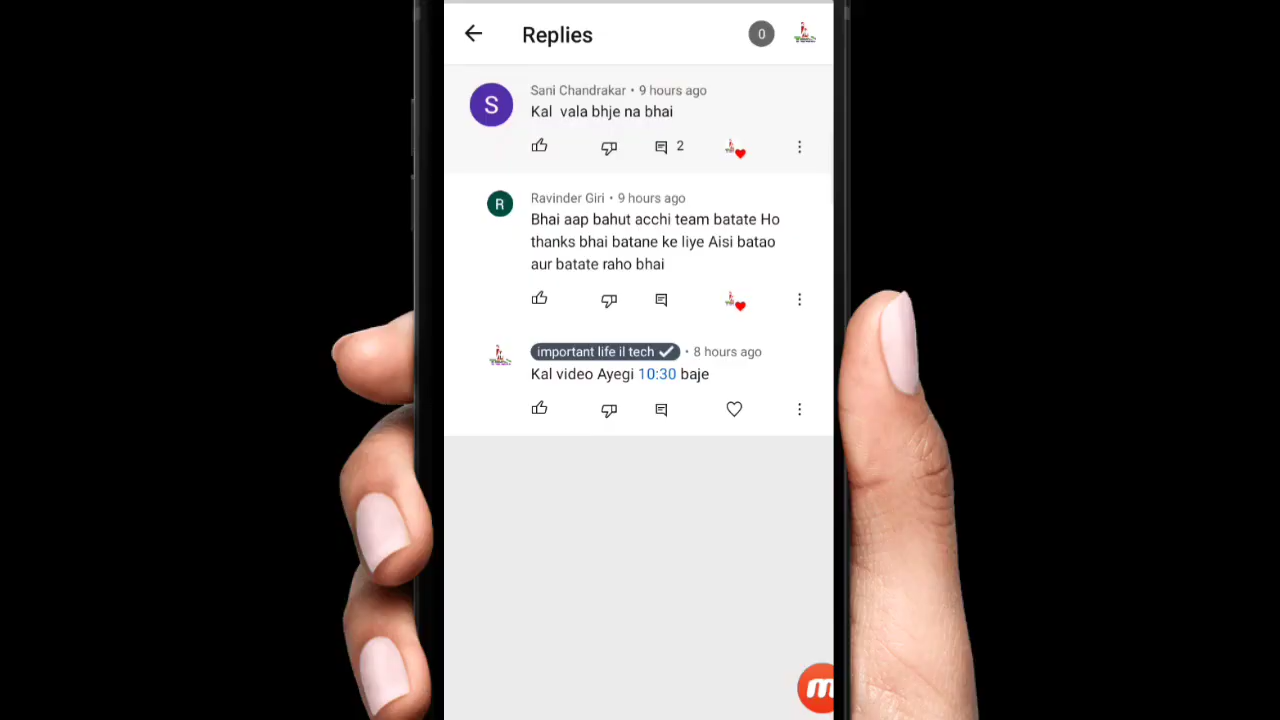 Replies
0
S
Sani Chandrakar • 9 hours ago
Kal vala bhje na bhai
2
R
Ravinder Giri • 9 hours ago
Bhai aap bahut acchi team batate Ho
thanks bhai batane ke liye Aisi batao
aur batate raho bhai
important life il tech • 8 hours ago
Kal video Ayegi 10:30 baje